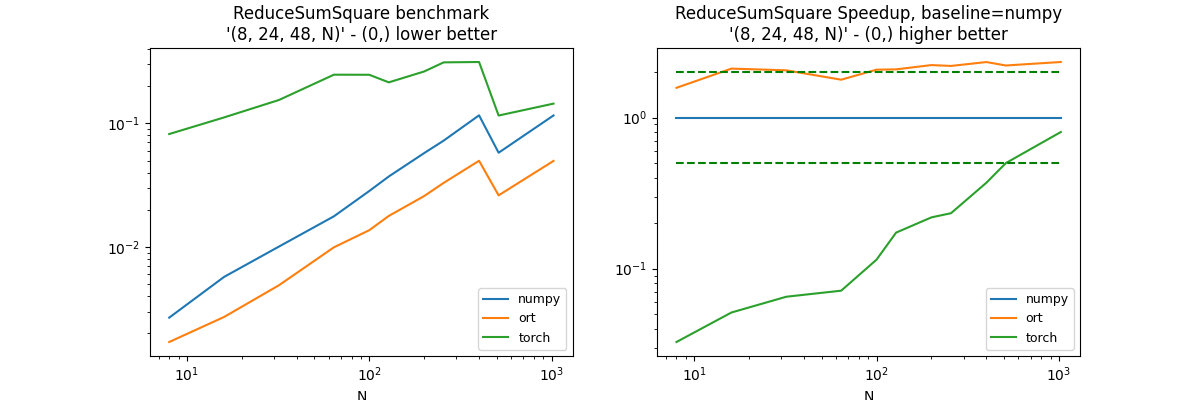 ReduceSumSquare benchmark
'(8, 24, 48, N)' - (0,) lower better
10⁻¹
10⁻²
numpy
ort
torch
10¹
10²
10³
N
ReduceSumSquare Speedup, baseline=numpy
'(8, 24, 48, N)' - (0,) higher better
10⁰
10⁻¹
numpy
ort
torch
10¹
10²
10³
N